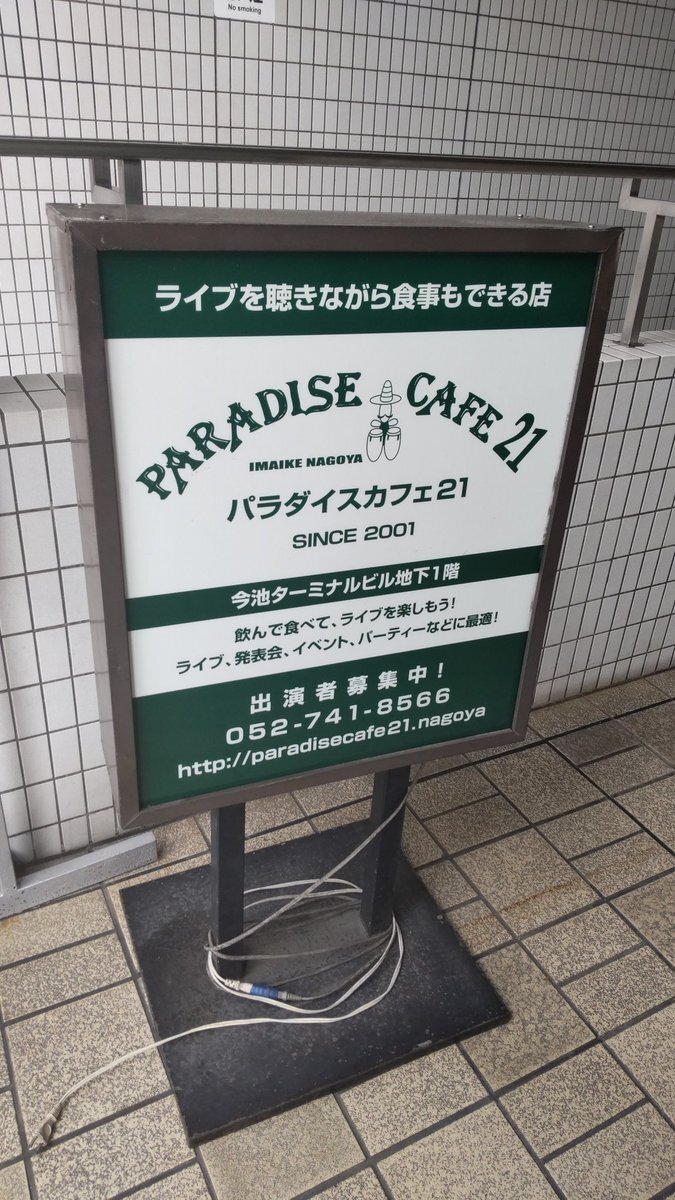 No smoking
ライブを聴きながら食事もできる店
PARADISE CAFE 21
IMAIKE NAGOYA
パラダイスカフェ21
SINCE 2001
今池ターミナルビル地下1階
飲んで食べて、ライブを楽しもう!
ライブ、発表会、イベント、パーティーなどに最適!
出演者募集中!
052-741-8566
http://paradisecafe21.nagoya